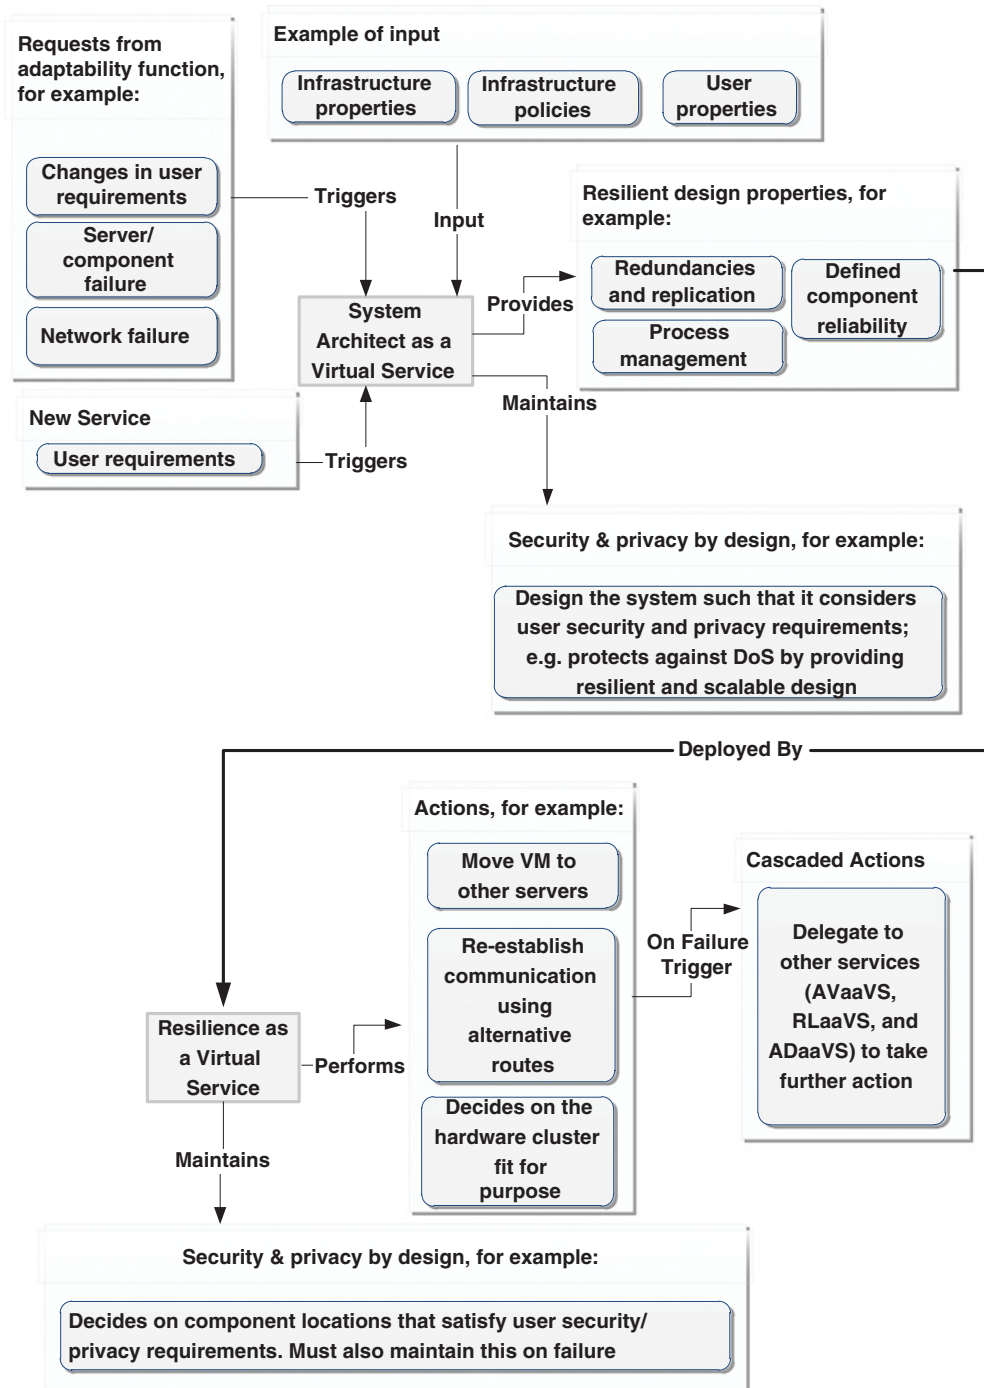 Requests from
adaptability function,
for example:
Changes in user
requirements
Server/
component
failure
Network failure
Example of input
Infrastructure
properties
Infrastructure
policies
User
properties
Triggers
Input
System
Architect as a
Virtual Service
Provides
Resilient design properties, for
example:
Redundancies
and replication
Defined
component
reliability
Process
management
Maintains
New Service
User requirements
Triggers
Security & privacy by design, for example:
Design the system such that it considers
user security and privacy requirements;
e.g. protects against DoS by providing
resilient and scalable design
Deployed By
Actions, for example:
Move VM to
other servers
Re-establish
communication
using
alternative
routes
Decides on the
hardware cluster
fit for
purpose
On Failure
Trigger
Cascaded Actions
Delegate to
other services
(AVaaVS,
RLaaVS, and
ADaaVS) to take
further action
Resilience as
a Virtual
Service
Performs
Maintains
Security & privacy by design, for example:
Decides on component locations that satisfy user security/
privacy requirements. Must also maintain this on failure